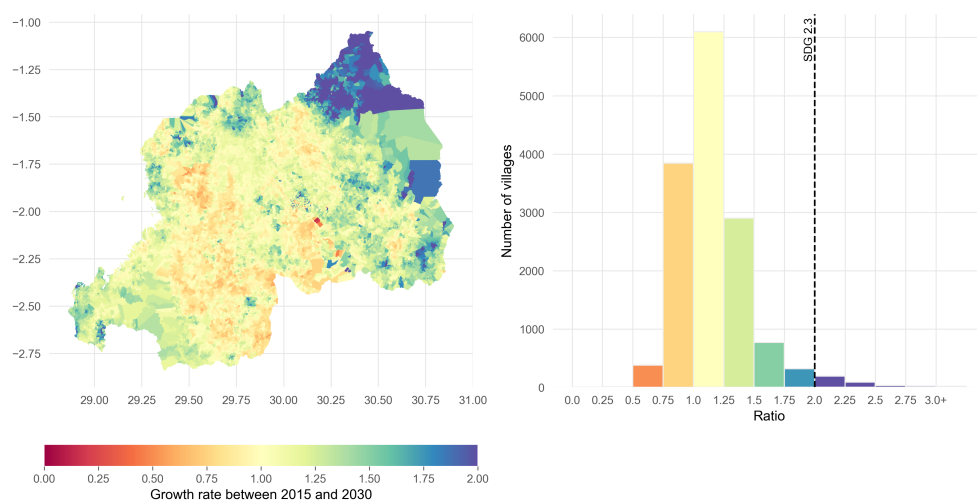 −1.00
−1.25
−1.50
−1.75
−2.00
−2.25
−2.50
−2.75
29.00 29.25 29.50 29.75 30.00 30.25 30.50 30.75 31.00
0.00 0.25 0.50 0.75 1.00 1.25 1.50 1.75 2.00
Growth rate between 2015 and 2030
Number of villages
6000
5000
4000
3000
2000
1000
0
SDG 2.3
0.0 0.25 0.5 0.75 1.0 1.25 1.5 1.75 2.0 2.25 2.5 2.75 3.0+
Ratio